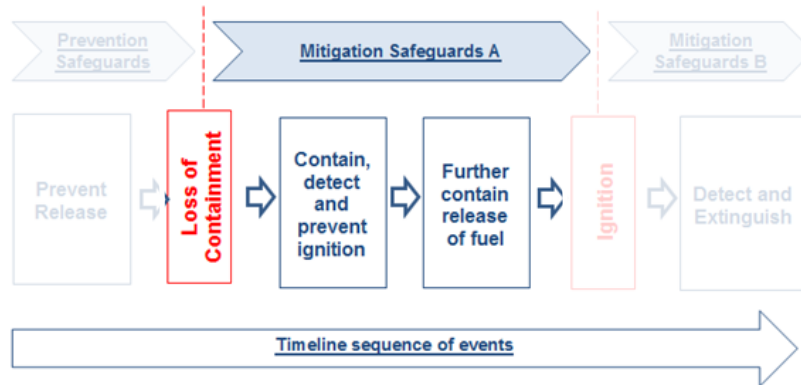 Prevention
Safeguards
Mitigation Safeguards A
Mitigation
Safeguards B
Prevent
Release
Loss of
Containment
Contain,
detect
and
prevent
ignition
Further
contain
release
of fuel
Ignition
Detect and
Extinguish
Timeline sequence of events